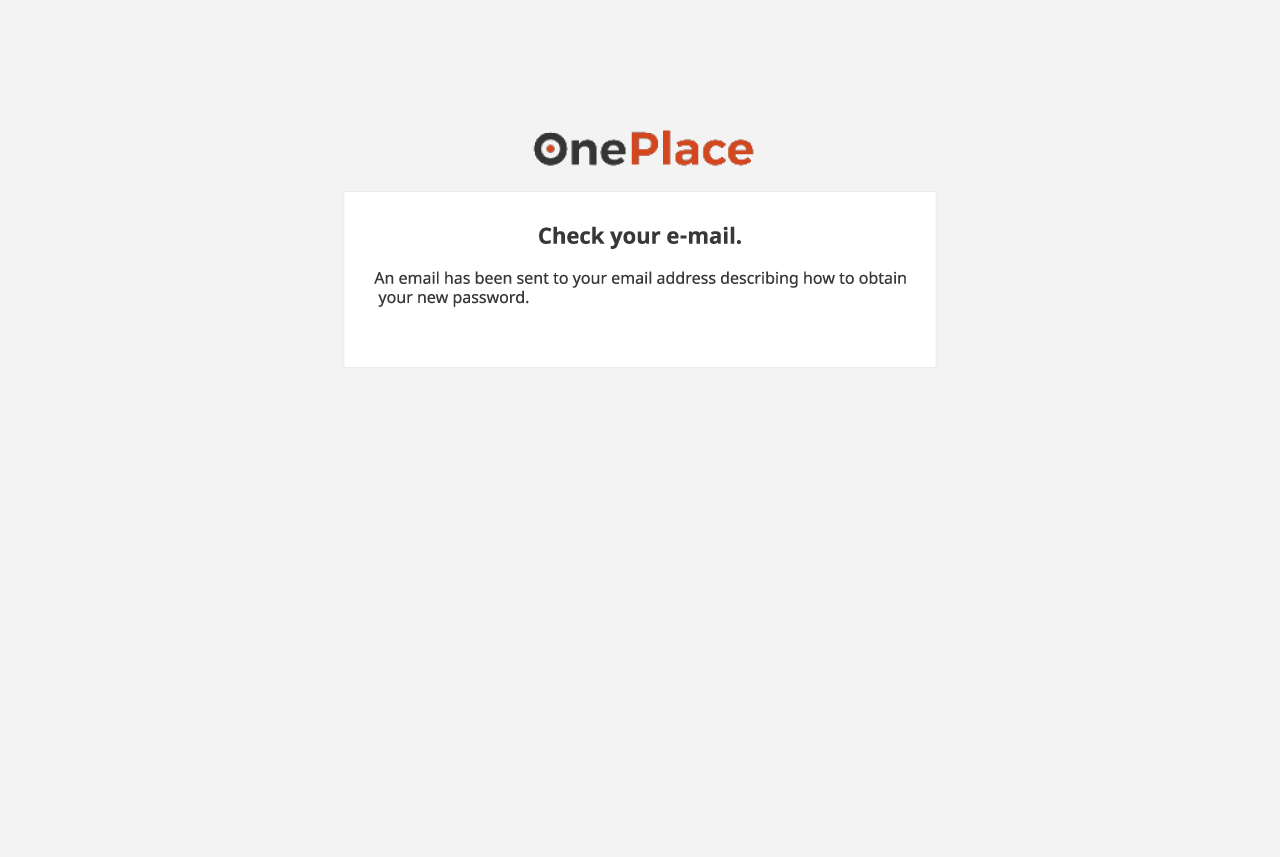 OnePlace
Check your e-mail.
An email has been sent to your email address describing how to obtain
your new password.